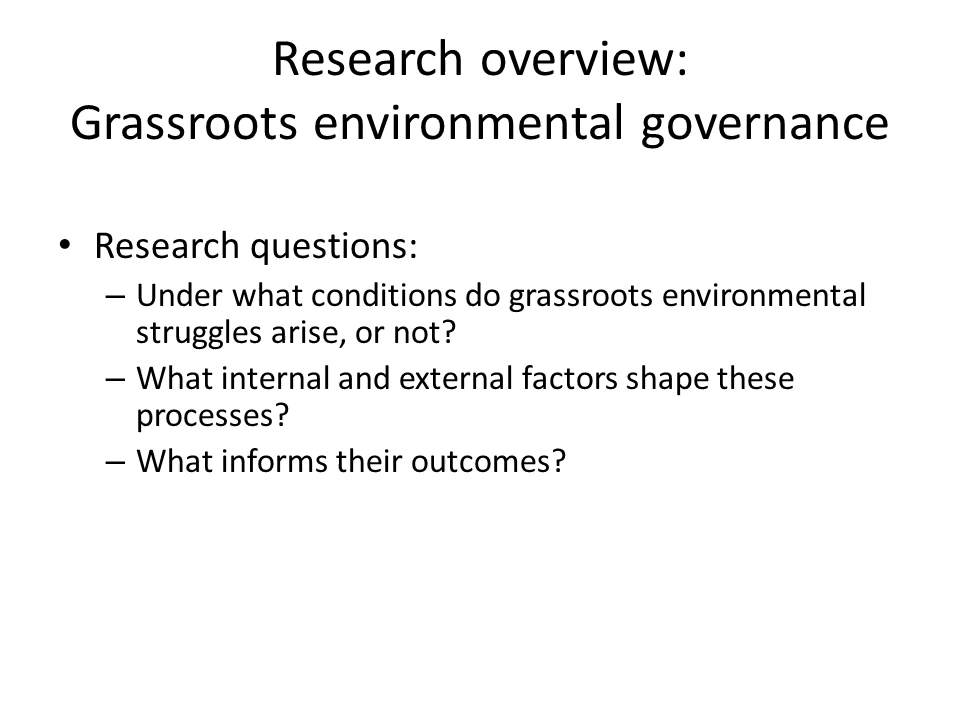 Research overview:
Grassroots environmental governance
• Research questions:
– Under what conditions do grassroots environmental
struggles arise, or not?
– What internal and external factors shape these
processes?
– What informs their outcomes?